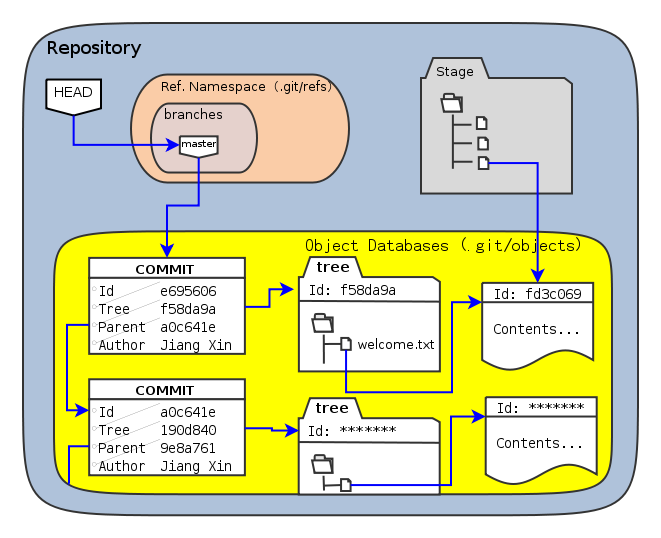 Repository
HEAD
Ref. Namespace (.git/refs)
branches
master
Stage
Object Databases (.git/objects)
COMMIT
Id e695606
Tree f58da9a
Parent a0c641e
Author Jiang Xin
tree
Id: f58da9a
welcome.txt
Id: fd3c069
Contents...
COMMIT
Id a0c641e
Tree 190d840
Parent 9e8a761
Author Jiang Xin
tree
Id: *******
Id: *******
Contents...